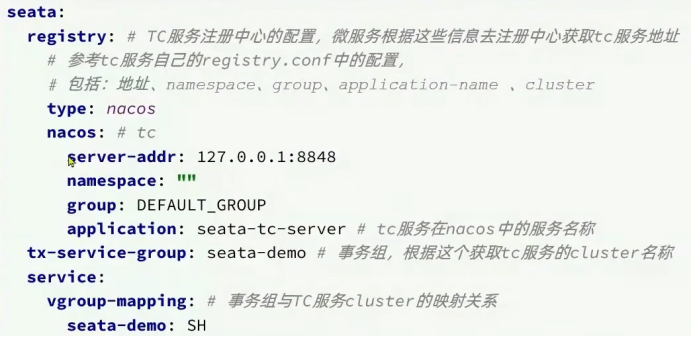 seata:
  registry: # TC服务注册中心的配置，微服务根据这些信息去注册中心获取tc服务地址
    # 参考tc服务自己的registry.conf中的配置，
    # 包括：地址、namespace、group、application-name 、cluster
    type: nacos
    nacos: # tc
      server-addr: 127.0.0.1:8848
      namespace: ""
      group: DEFAULT_GROUP
      application: seata-tc-server # tc服务在nacos中的服务名称
  tx-service-group: seata-demo # 事务组，根据这个获取tc服务的cluster名称
  service:
    vgroup-mapping: # 事务组与TC服务cluster的映射关系
      seata-demo: SH